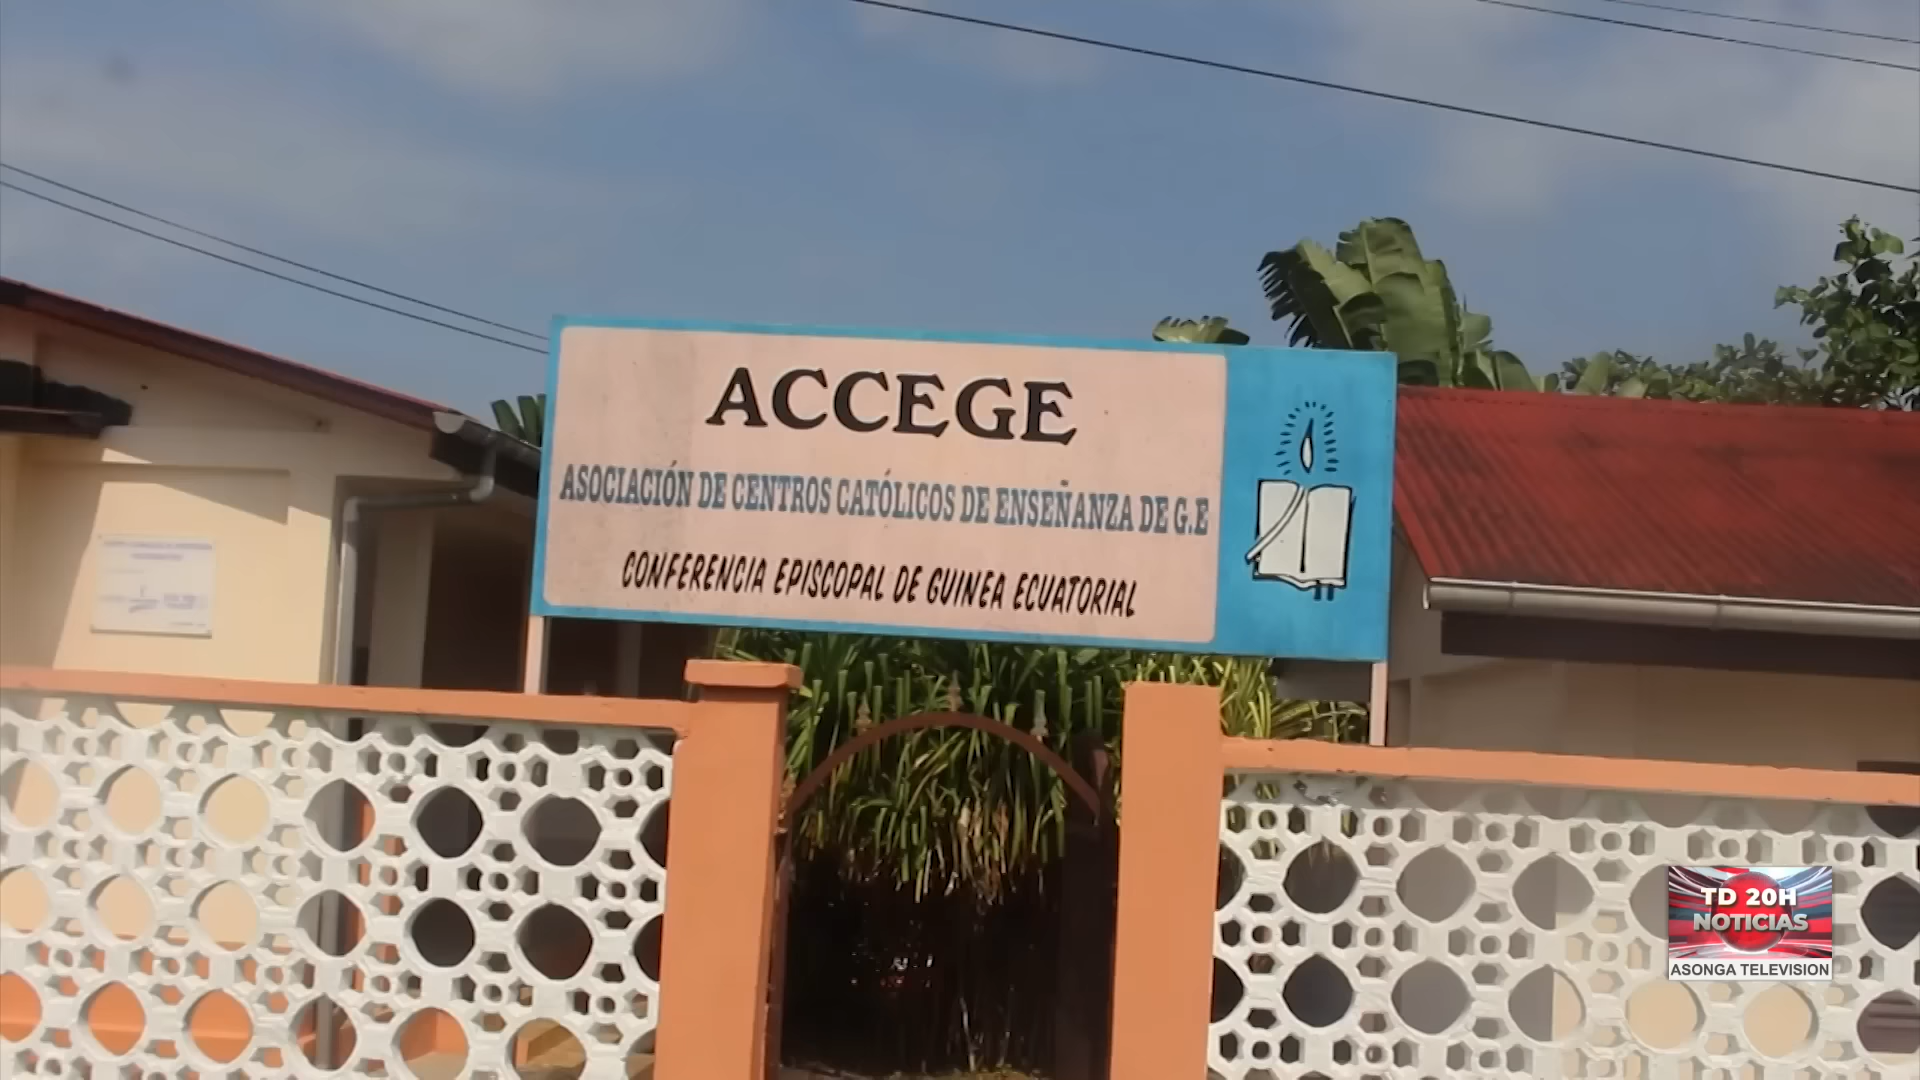 ACCEGE
ASOCIACIÓN DE CENTROS CATÓLICOS DE ENSEÑANZA DE G.E
CONFERENCIA EPISCOPAL DE GUINEA ECUATORIAL
TD 20H
NOTICIAS
ASONGA TELEVISION